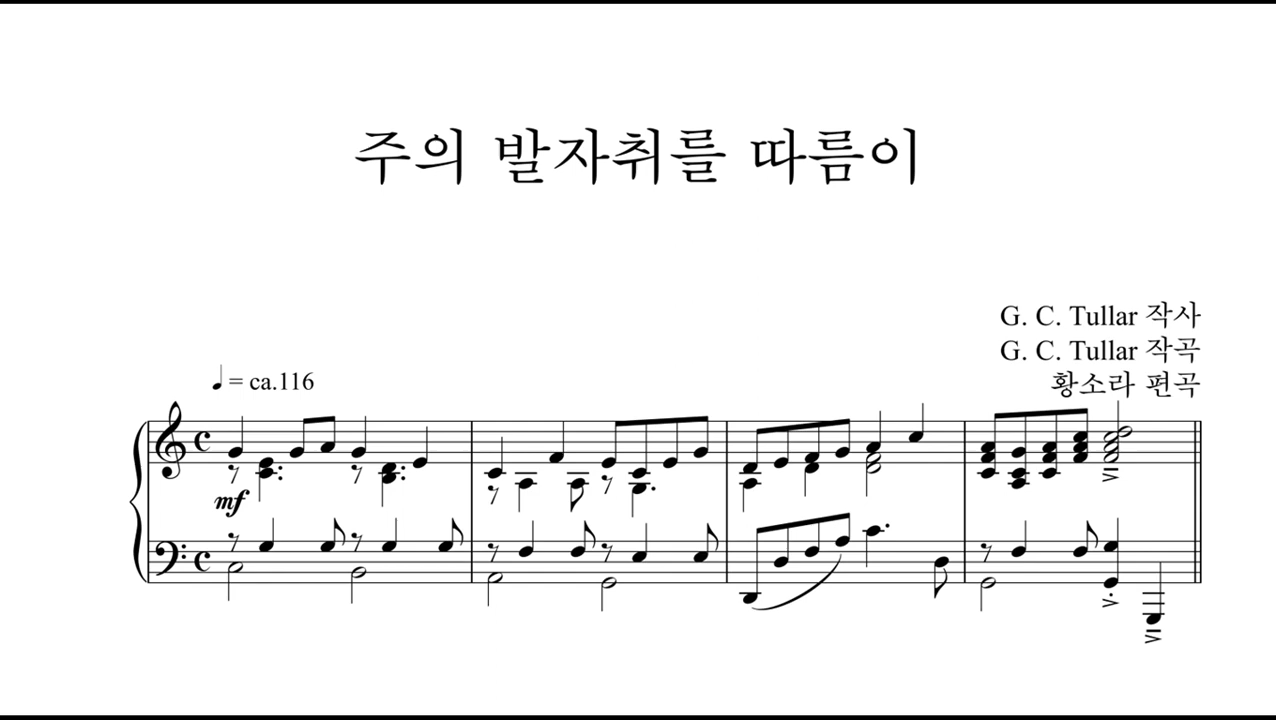 주의 발자취를 따름이
G. C. Tullar 작사
G. C. Tullar 작곡
황소라 편곡
♩ = ca.116
mf